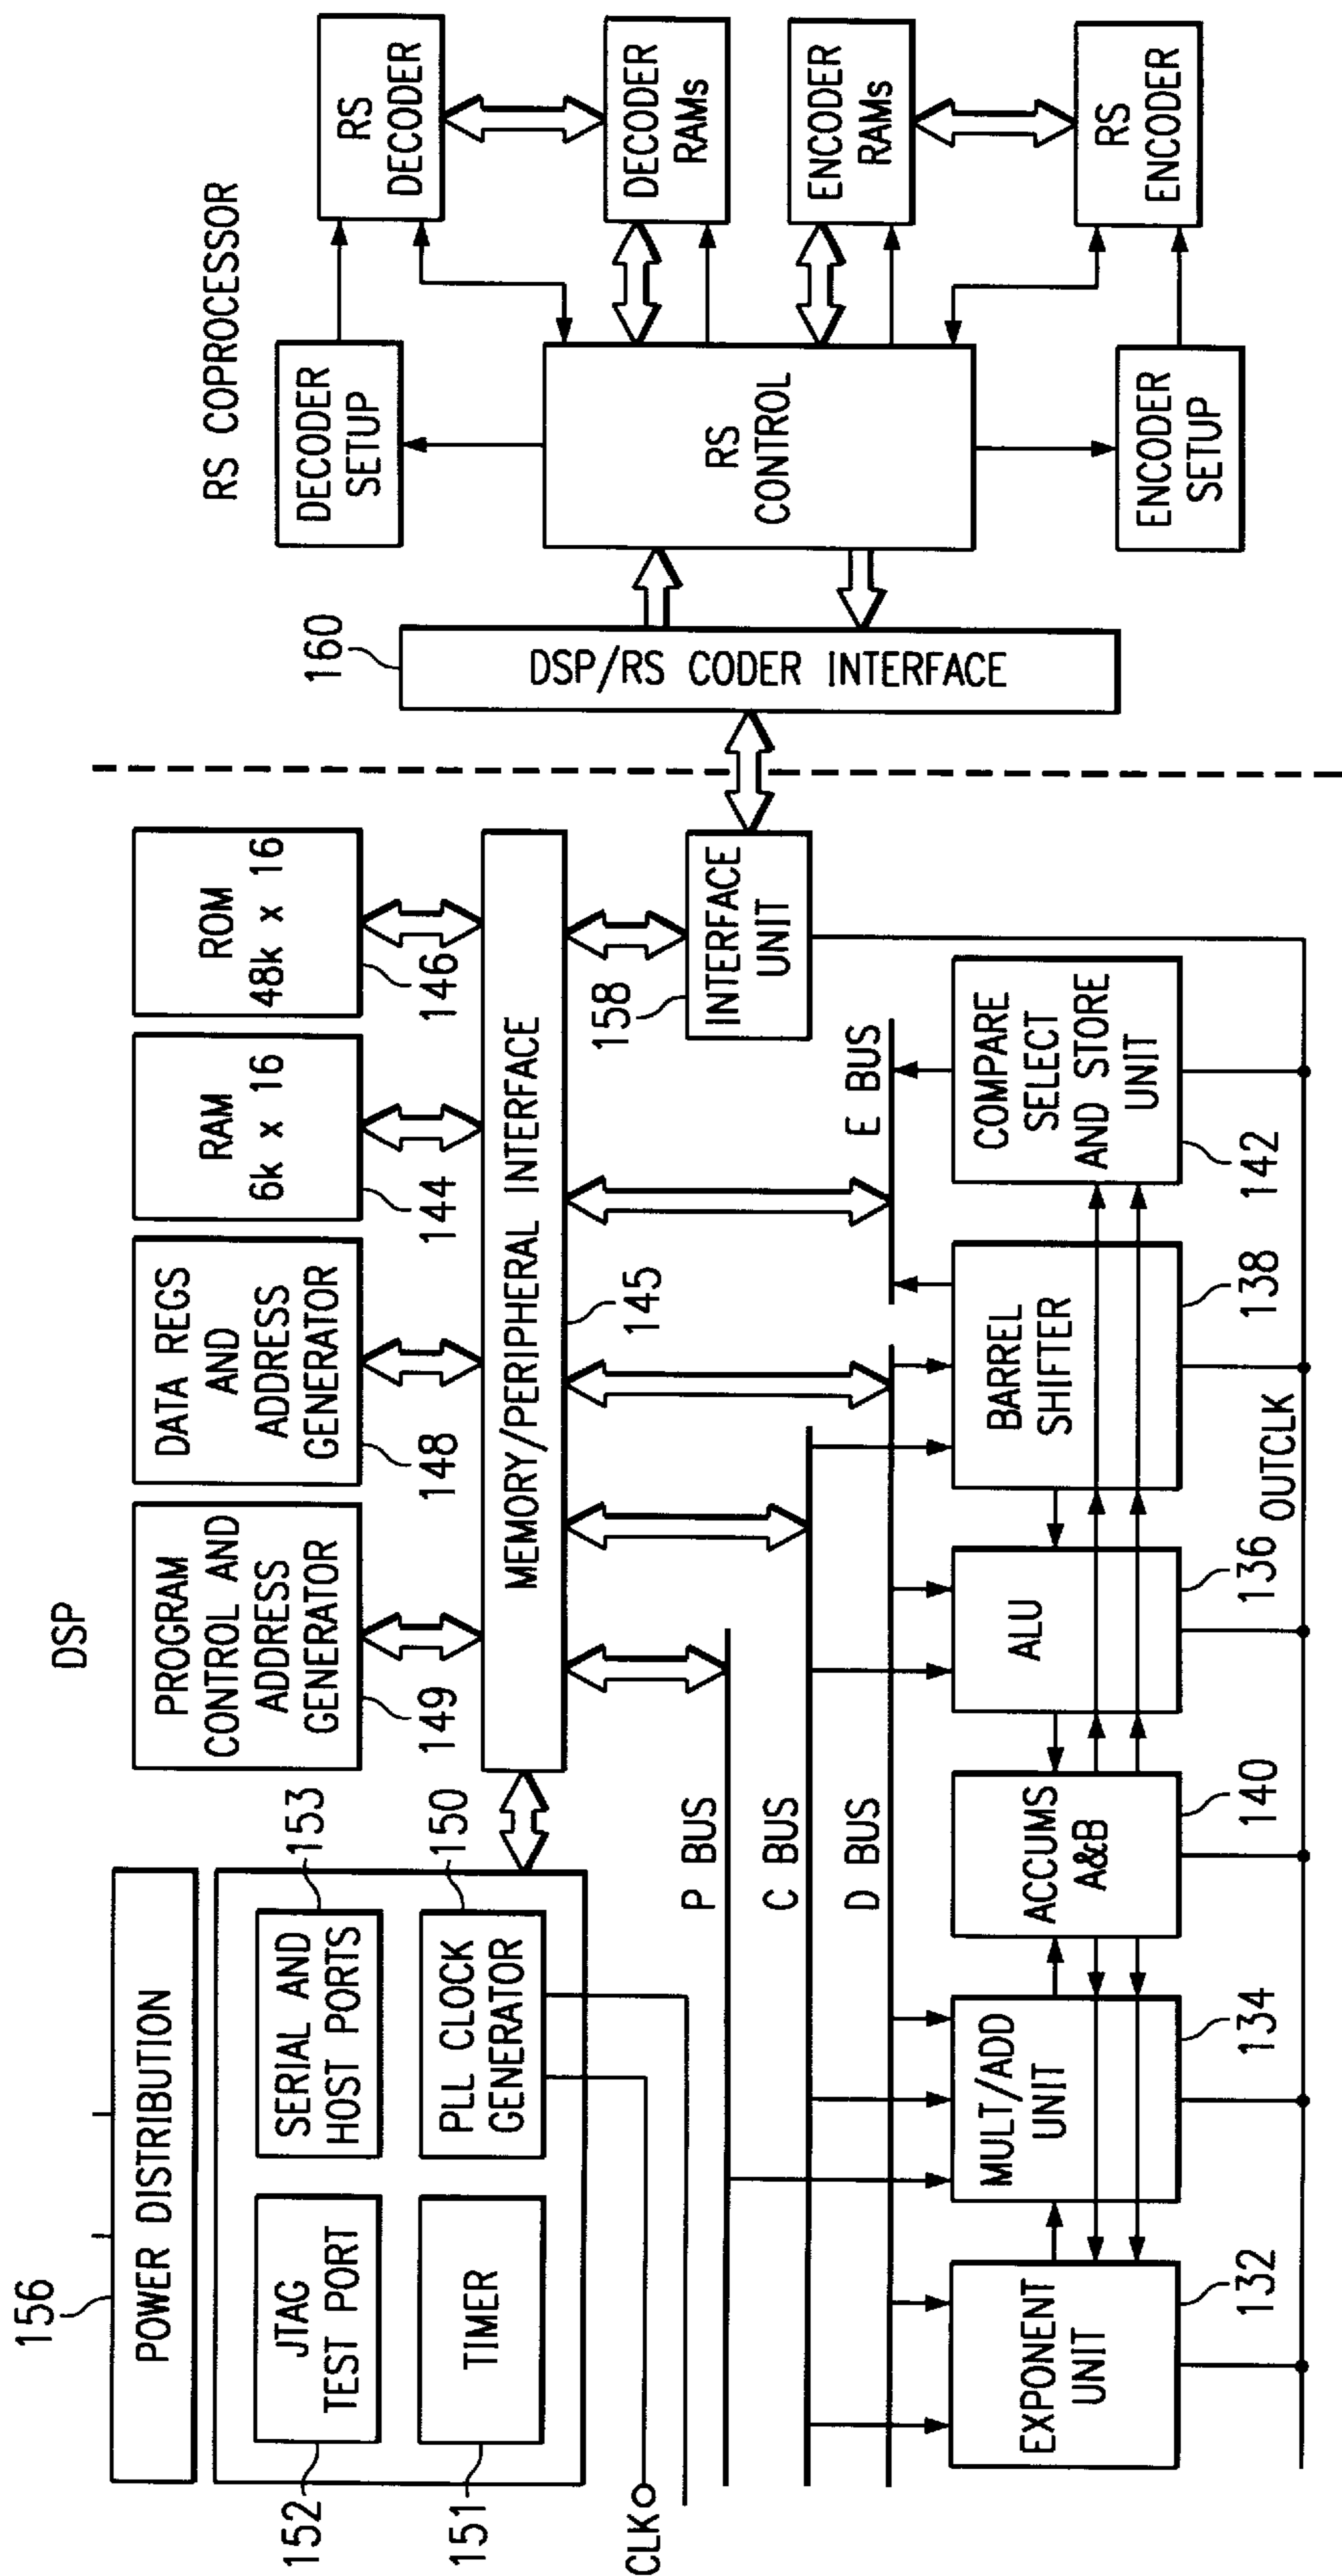 DSP
RS COPROCESSOR
156
POWER DISTRIBUTION
152
JTAG
TEST PORT
SERIAL AND
HOST PORTS
153
151
TIMER
PLL CLOCK
GENERATOR
150
CLK
PROGRAM
CONTROL AND
ADDRESS
GENERATOR
149
DATA REGS
AND
ADDRESS
GENERATOR
148
RAM
6k x 16
144
ROM
48k x 16
146
MEMORY/PERIPHERAL INTERFACE
145
158
INTERFACE
UNIT
P BUS
C BUS
D BUS
E BUS
EXPONENT
UNIT
132
MULT/ADD
UNIT
134
ACCUMS
A&B
140
ALU
136
BARREL
SHIFTER
138
COMPARE
SELECT
AND STORE
UNIT
142
OUTCLK
160
DSP/RS CODER INTERFACE
DECODER
SETUP
RS
CONTROL
ENCODER
SETUP
RS
DECODER
DECODER
RAMs
ENCODER
RAMs
RS
ENCODER